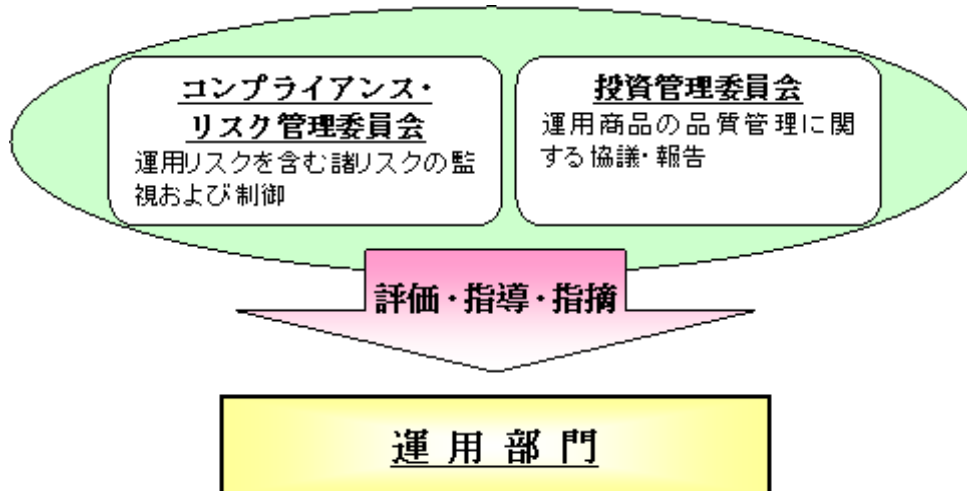 コンプライアンス・
リスク管理委員会
運用リスクを含む諸リスクの監
視および制御
投資管理委員会
運用商品の品質管理に関
する協議・報告
評価・指導・指摘
運用部門